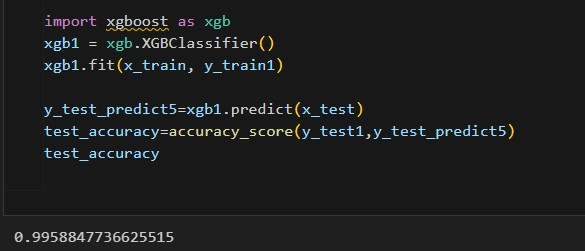 import xgboost as xgb
xgb1 = xgb.XGBClassifier()
xgb1.fit(x_train, y_train1)
y_test_predict5=xgb1.predict(x_test)
test_accuracy=accuracy_score(y_test1,y_test_predict5)
test_accuracy
0.9958847736625515